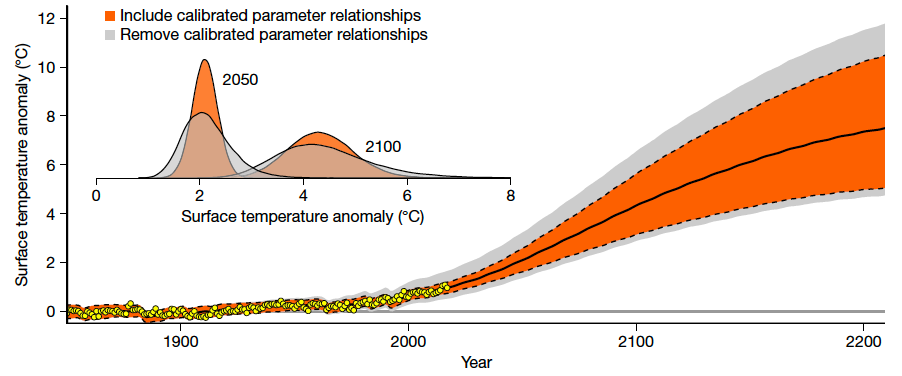 Include calibrated parameter relationships
Remove calibrated parameter relationships
Surface temperature anomaly (°C)
12
10
8
6
4
2
0
2050
2100
0 2 4 6 8
Surface temperature anomaly (°C)
1900 2000 2100 2200
Year